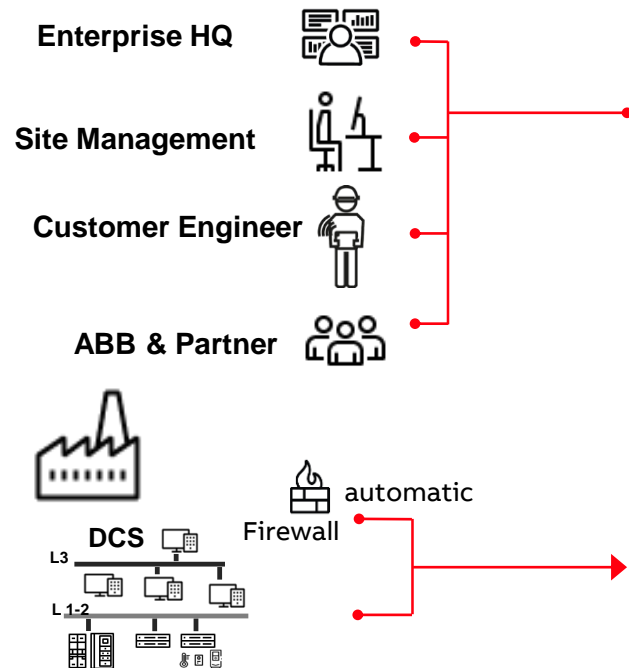 Enterprise HQ
Site Management
Customer Engineer
ABB & Partner
automatic
Firewall
DCS
L3
L 1-2